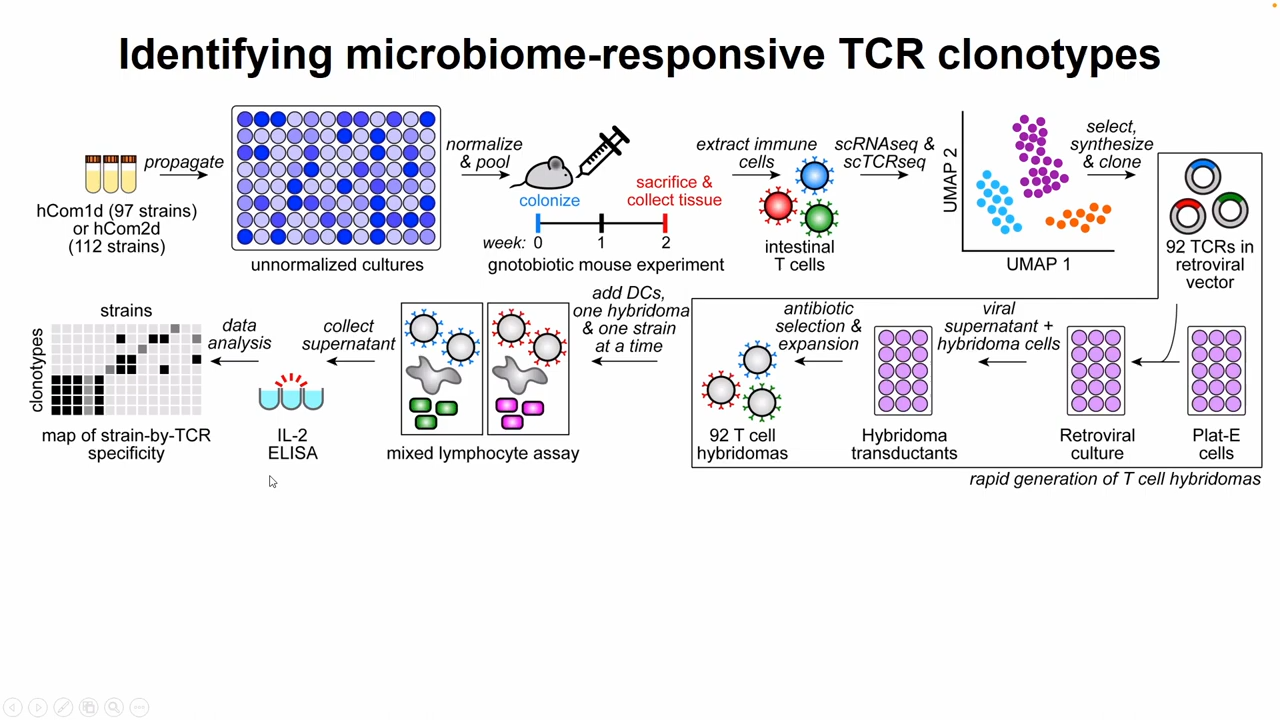 Identifying microbiome-responsive TCR clonotypes
propagate
hCom1d (97 strains)
or hCom2d
(112 strains)
unnormalized cultures
normalize
& pool
colonize
sacrifice &
collect tissue
week: 0 1 2
gnotobiotic mouse experiment
extract immune
cells
intestinal
T cells
scRNAseq &
scTCRseq
UMAP 2
UMAP 1
select,
synthesize
& clone
92 TCRs in
retroviral
vector
Plat-E
cells
Retroviral
culture
viral
supernatant +
hybridoma cells
Hybridoma
transductants
antibiotic
selection &
expansion
92 T cell
hybridomas
rapid generation of T cell hybridomas
add DCs,
one hybridoma
& one strain
at a time
mixed lymphocyte assay
collect
supernatant
IL-2
ELISA
data
analysis
strains
clonotypes
map of strain-by-TCR
specificity